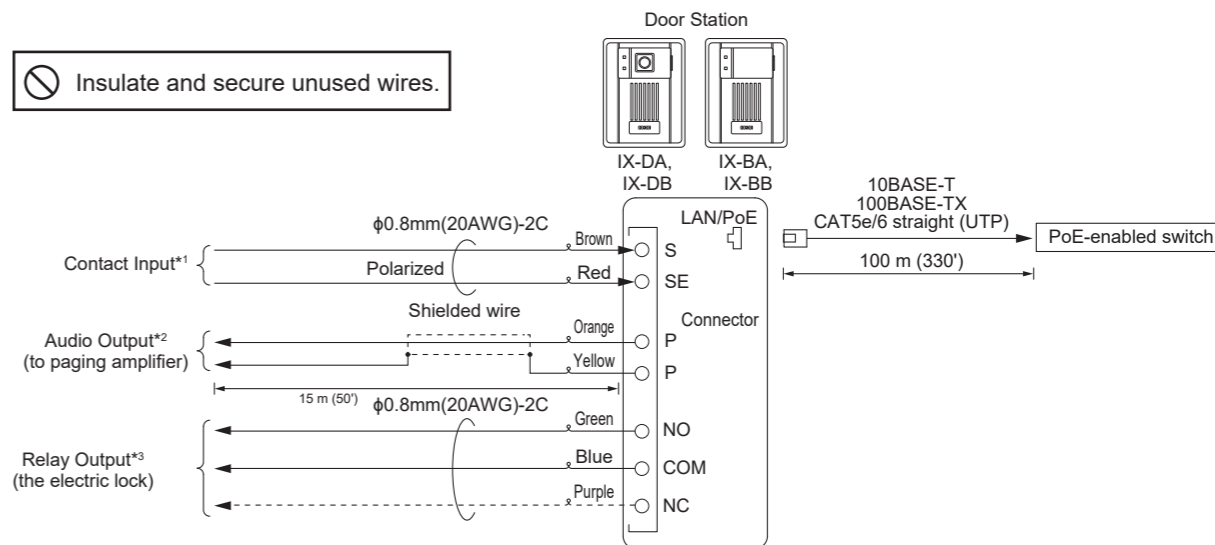 Door Station
Insulate and secure unused wires.
IX-DA,
IX-DB
IX-BA,
IX-BB
10BASE-T
100BASE-TX
CAT5e/6 straight (UTP)
LAN/PoE
PoE-enabled switch
100 m (330')
ϕ0.8mm(20AWG)-2C
Contact Input*1
Polarized
Brown
S
Red
SE
Shielded wire
Connector
Audio Output*2
(to paging amplifier)
Orange
P
Yellow
P
15 m (50')
ϕ0.8mm(20AWG)-2C
Relay Output*3
(the electric lock)
Green
NO
Blue
COM
Purple
NC